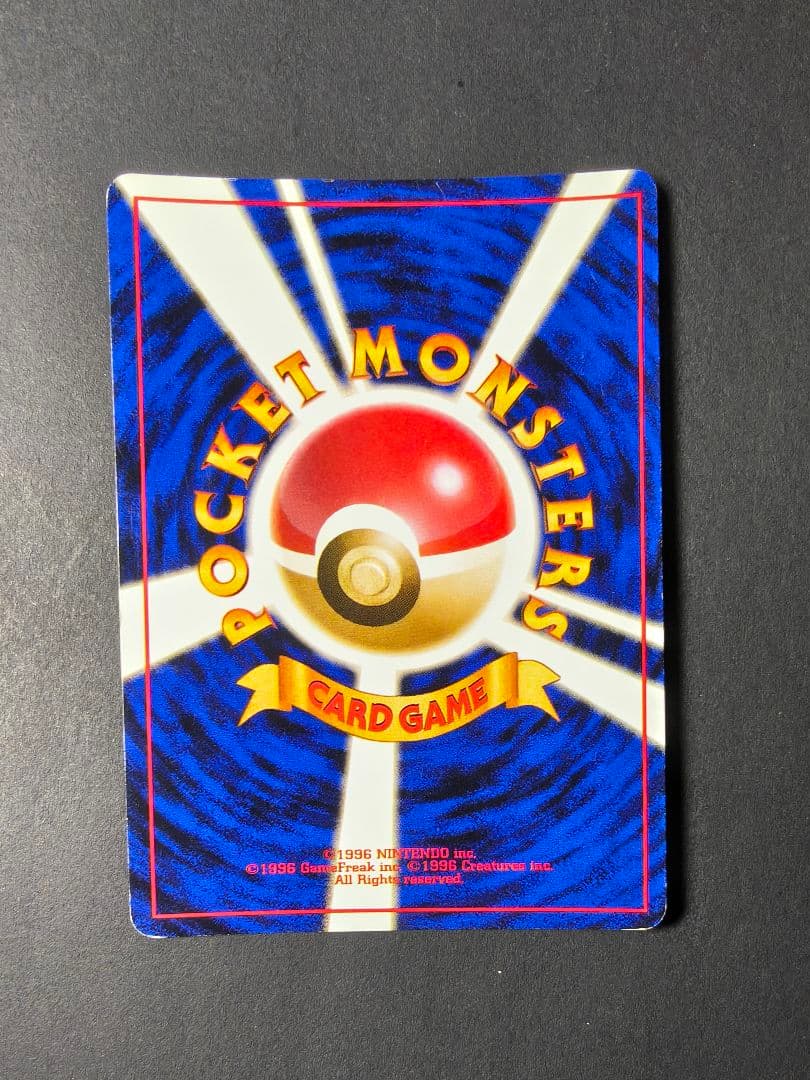 POCKET MONSTERS
CARD GAME
©1996 NINTENDO inc.
©1996 GameFreak inc. ©1996 Creatures inc.
All Rights reserved.